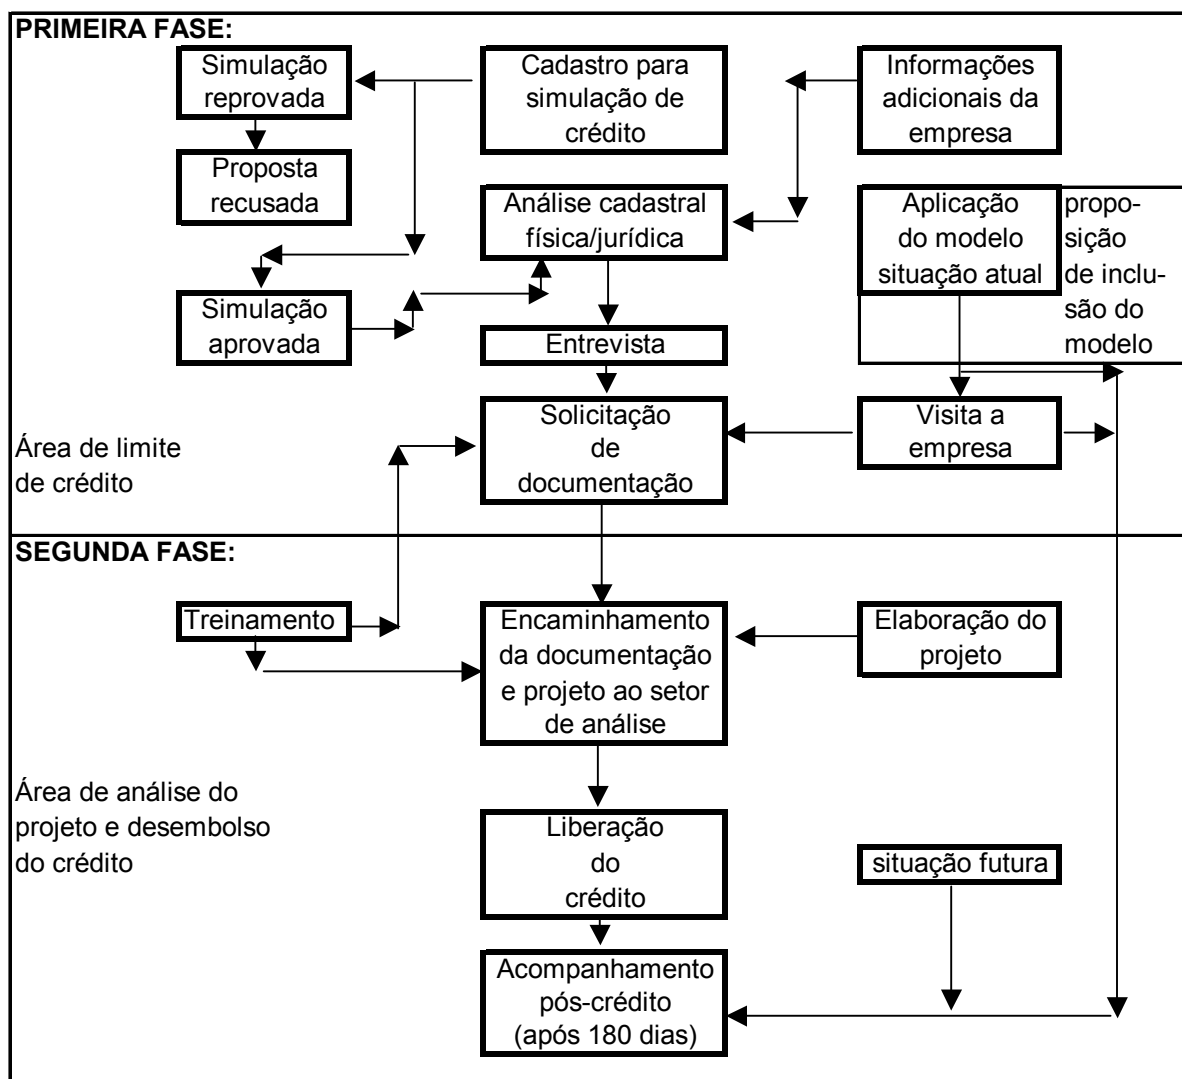 PRIMEIRA FASE:
Simulação
reprovada
Cadastro para
simulação de
crédito
Informações
adicionais da
empresa
Proposta
recusada
Análise cadastral
física/jurídica
Aplicação
do modelo
situação atual
propo-
sição
de inclu-
são do
modelo
Simulação
aprovada
Entrevista
Solicitação
de
documentação
Visita a
empresa
Área de limite
de crédito
SEGUNDA FASE:
Treinamento
Encaminhamento
da documentação
e projeto ao setor
de análise
Elaboração do
projeto
Área de análise do
projeto e desembolso
do crédito
Liberação
do
crédito
situação futura
Acompanhamento
pós-crédito
(após 180 dias)